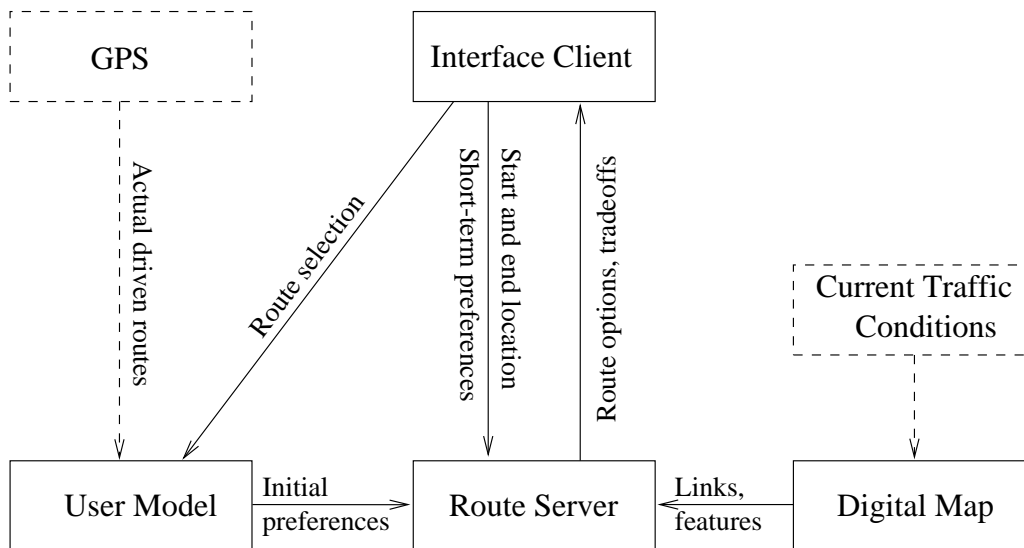 GPS
Interface Client
Actual driven routes
Route selection
Short-term preferences
Start and end location
Route options, tradeoffs
Current Traffic
Conditions
User Model
Initial
preferences
Route Server
Links,
features
Digital Map